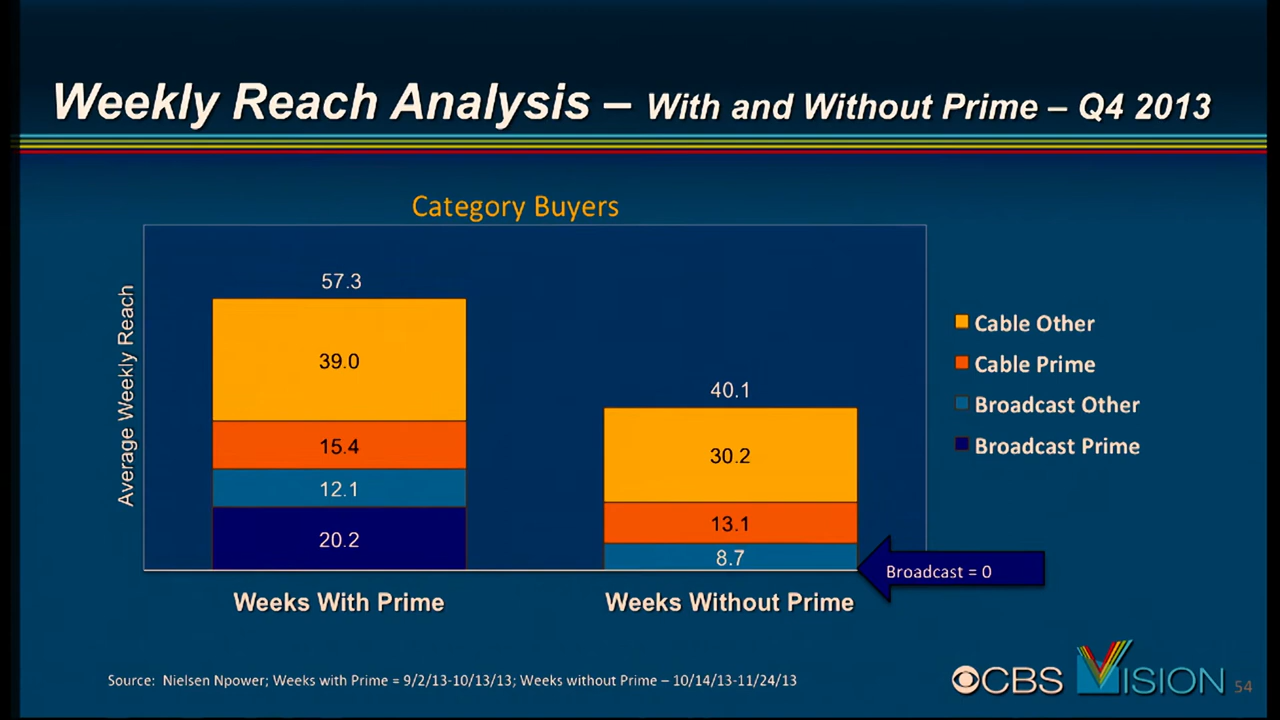 Weekly Reach Analysis – With and Without Prime – Q4 2013
Category Buyers
Average Weekly Reach
57.3
39.0
15.4
12.1
20.2
40.1
30.2
13.1
8.7
Broadcast = 0
Weeks With Prime
Weeks Without Prime
Cable Other
Cable Prime
Broadcast Other
Broadcast Prime
Source: Nielsen Npower; Weeks with Prime = 9/2/13-10/13/13; Weeks without Prime – 10/14/13-11/24/13
CBS VISION
54